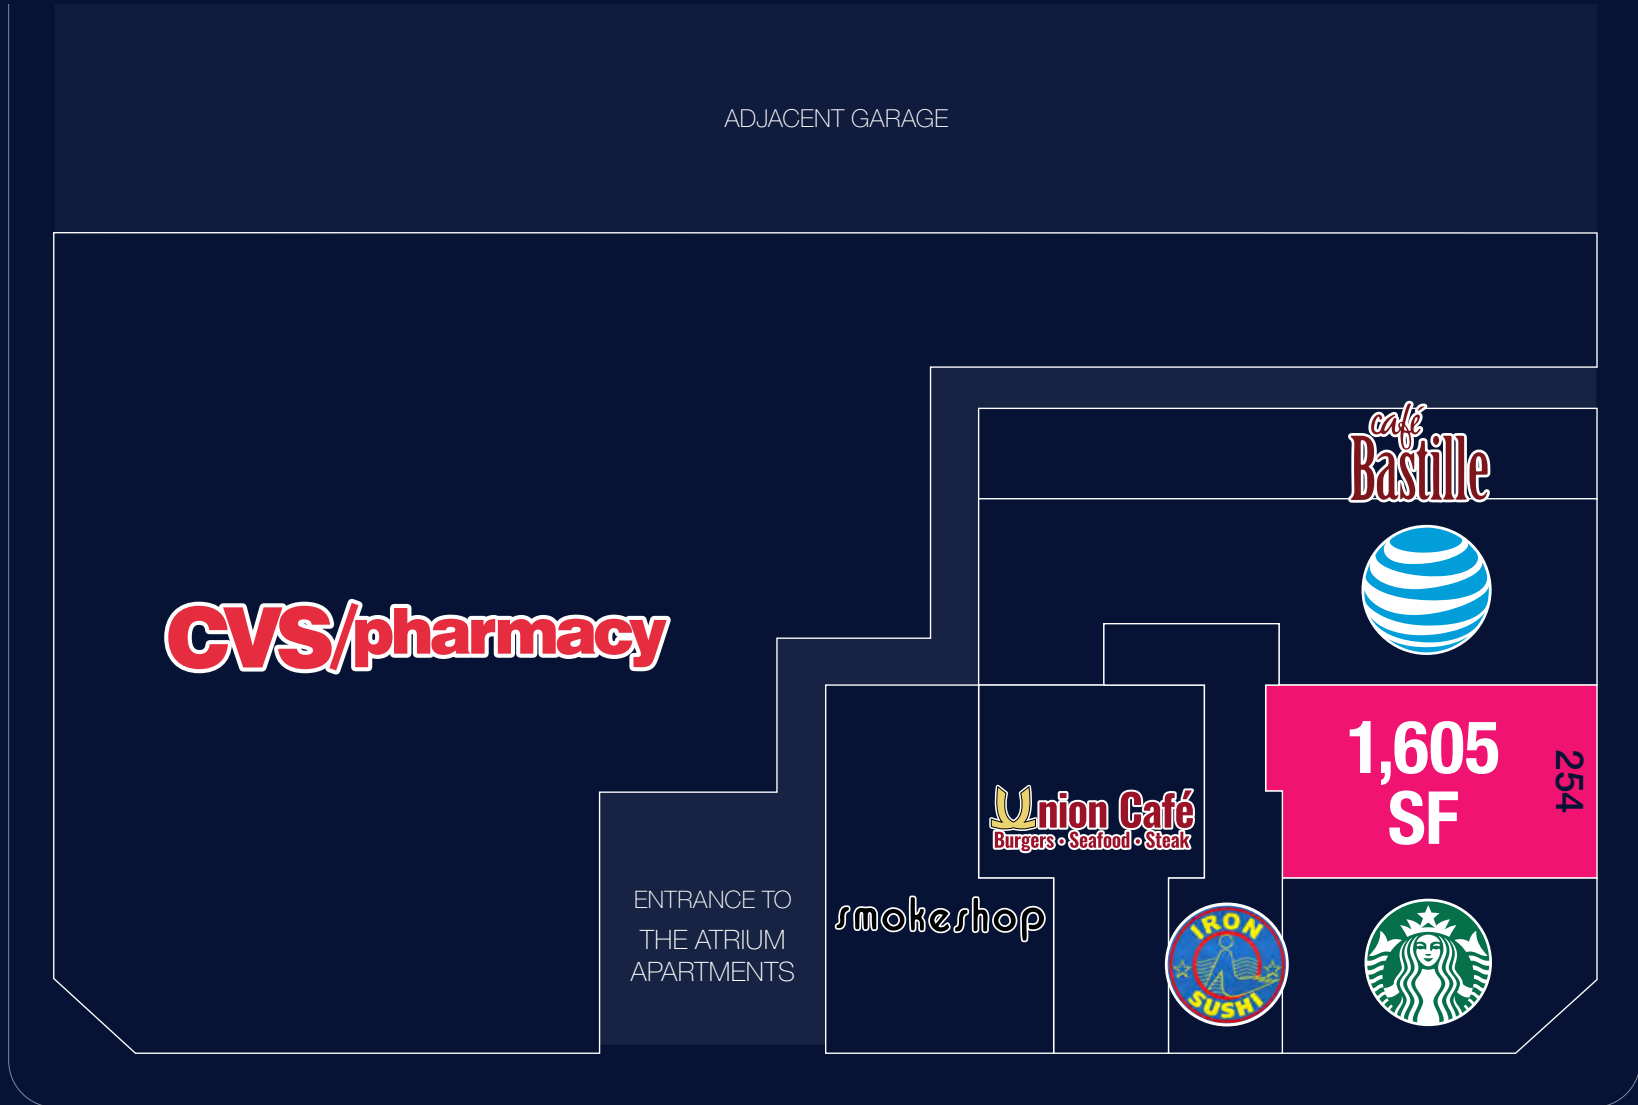 ADJACENT GARAGE
café
Bastille
CVS/pharmacy
1,605
SF
254
Union Café
Burgers • Seafood • Steak
ENTRANCE TO
THE ATRIUM
APARTMENTS
smokeshop
IRON
SUSHI